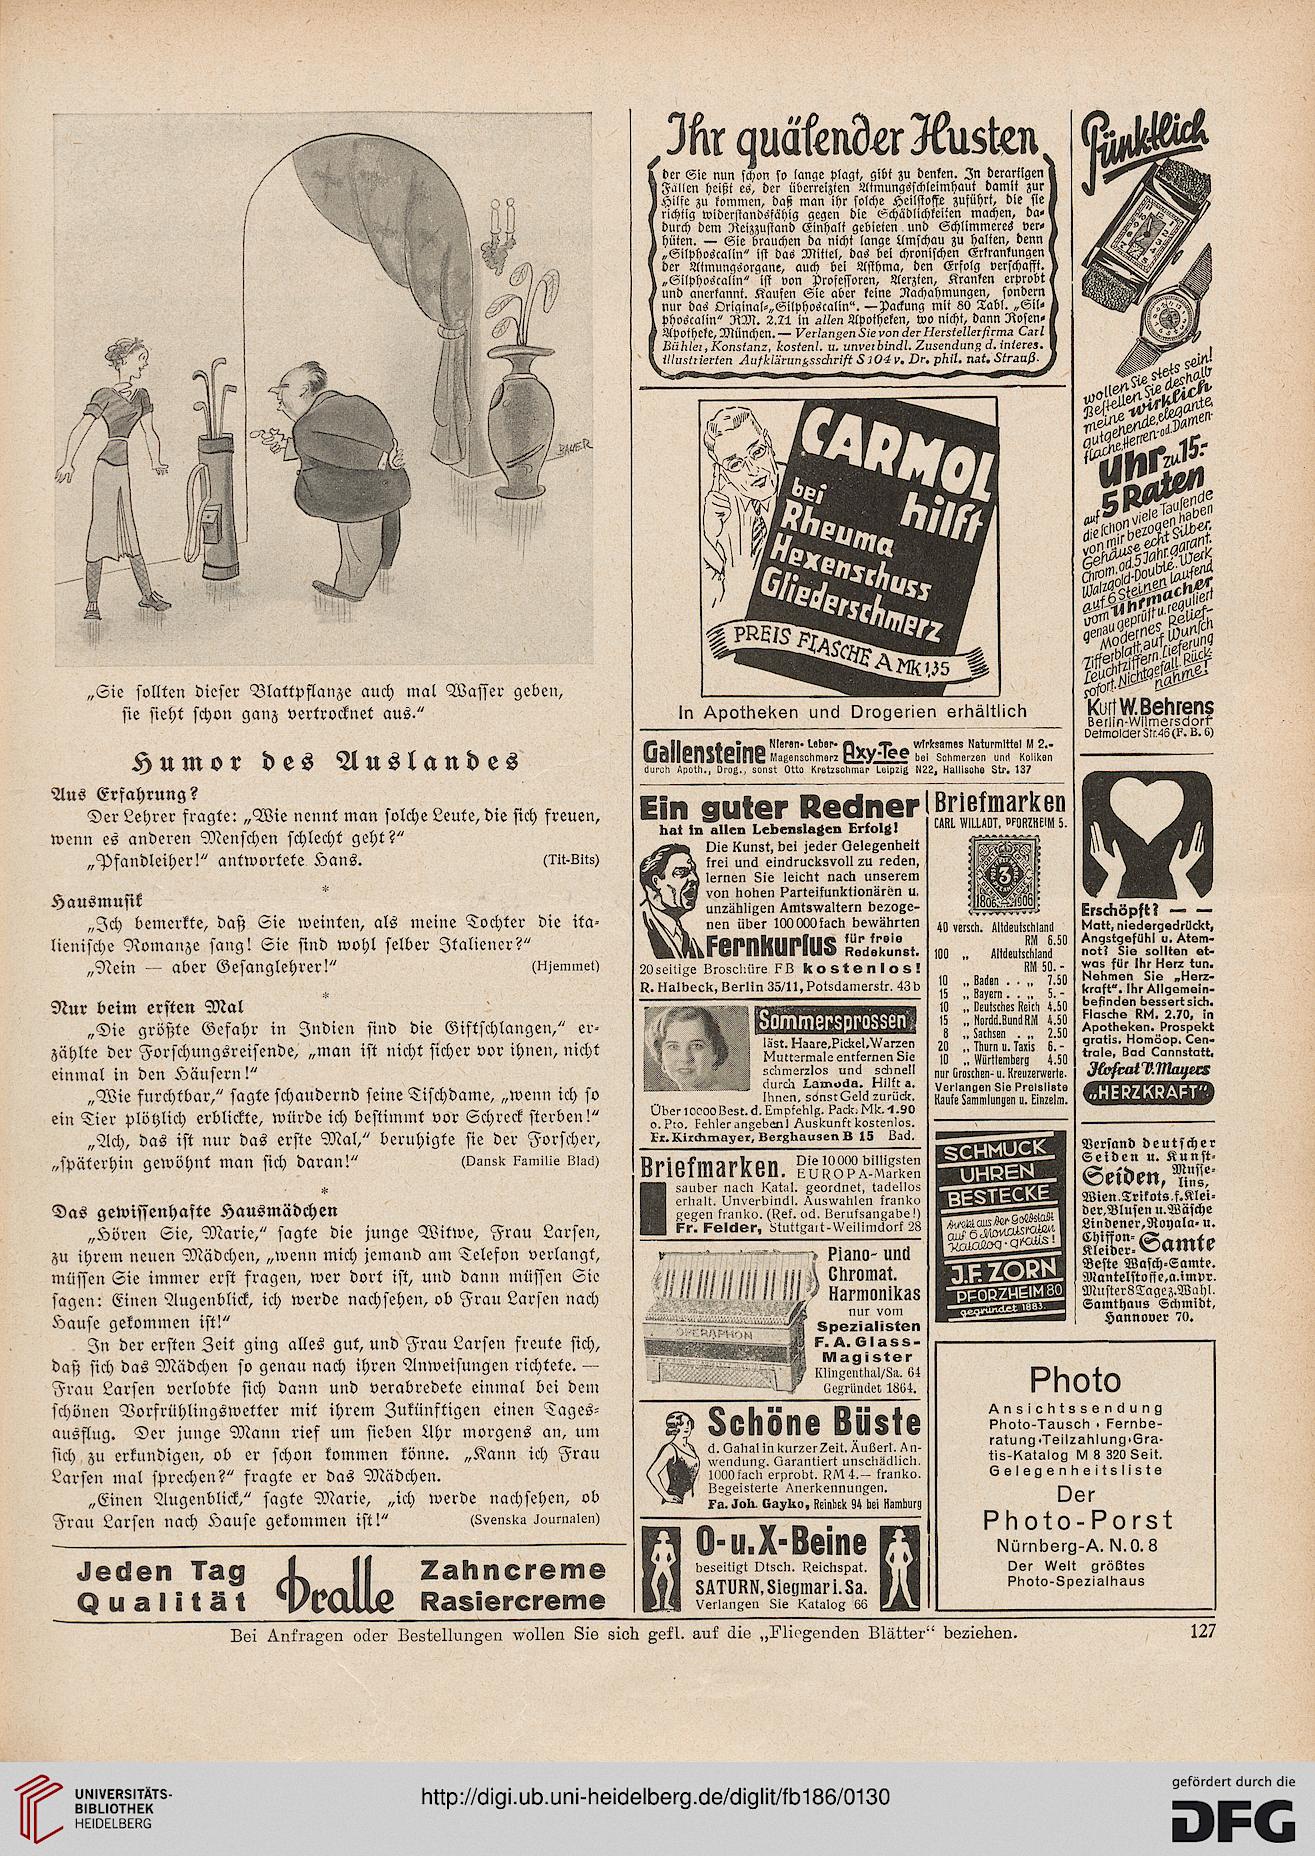 BAUER
„Sie sollten dieser Blattpflanze auch mal Wasser geben,
sie sieht schon ganz vertrocknet aus."
Humor des Auslandes
Aus Erfahrung?
Der Lehrer fragte: „Wie nennt man solche Leute, die sich freuen,
wenn es anderen Menschen schlecht geht?"
„Pfandleiher!" antwortete Hans. (Tit-Bits)
*
Hausmusik
„Ich bemerkte, daß Sie weinten, als meine Tochter die ita-
lienische Romanze sang! Sie sind wohl selber Italiener?"
„Nein — aber Gesanglehrer!" (Hjemmet)
*
Nur beim ersten Mal
„Die größte Gefahr in Indien sind die Giftschlangen," er-
zählte der Forschungsreisende, „man ist nicht sicher vor ihnen, nicht
einmal in den Häusern!"
„Wie furchtbar," sagte schaudernd seine Tischdame, „wenn ich so
ein Tier plötzlich erblickte, würde ich bestimmt vor Schreck sterben!"
„Ach, das ist nur das erste Mal," beruhigte sie der Forscher,
„späterhin gewöhnt man sich daran!" (Dansk Familie Blad)
*
Das gewissenhafte Hausmädchen
„Hören Sie, Marie," sagte die junge Witwe, Frau Larsen,
zu ihrem neuen Mädchen, „wenn mich jemand am Telefon verlangt,
müssen Sie immer erst fragen, wer dort ist, und dann müssen Sie
sagen: Einen Augenblick, ich werde nachsehen, ob Frau Larsen nach
Hause gekommen ist!"
In der ersten Zeit ging alles gut, und Frau Larsen freute sich,
daß sich das Mädchen so genau nach ihren Anweisungen richtete. —
Frau Larsen verlobte sich dann und verabredete einmal bei dem
schönen Vorfrühlingswetter mit ihrem Zukünftigen einen Tages-
ausflug. Der junge Mann rief um sieben Uhr morgens an, um
sich zu erkundigen, ob er schon kommen könne. „Kann ich Frau
Larsen mal sprechen?" fragte er das Mädchen.
„Einen Augenblick," sagte Marie, „ich werde nachsehen, ob
Frau Larsen nach Hause gekommen ist!" (Svenska Journalen)
Jeden Tag
Qualität
Dralle
Zahncreme
Rasiercreme
Ihr quälender Husten,
der Sie nun schon so lange plagt, gibt zu denken. In derartigen
Fällen heißt es, der überreizten Atmungsschleimhaut damit zur
Hilfe zu kommen, daß man ihr solche Heilstoffe zuführt, die sie
richtig widerstandsfähig gegen die Schädlichkeiten machen, da-
durch dem Reizzustand Einhalt gebieten und Schlimmeres ver-
hüten. — Sie brauchen da nicht lange Umschau zu halten, denn
„Silphoscalin" ist das Mittel, das bei chronischen Erkrankungen
der Atmungsorgane, auch bei Asthma, den Erfolg verschafft.
„Silphoscalin" ist von Professoren, Aerzten, Kranken erprobt
und anerkannt. Kaufen Sie aber keine Nachahmungen, sondern
nur das Original-„Silphoscalin". — Packung mit 80 Tabl. „Sil-
phoscalin" RM. 2.71 in allen Apotheken, wo nicht, dann Rosen-
Apotheke, München. — Verlangen Sie von der Herstellerfirma Carl
Bühler, Konstanz, kostenl. u. unverbindl. Zusendung d. interes.
illustrierten Aufklärungsschrift S 104 v. Dr. phil. nat. Strauß.
CARMOL
hilft
bei
Rheuma
Hexenschuss
Gliederschmerz
PREIS FLASCHE A MK 1,35
In Apotheken und Drogerien erhältlich
Gallensteine Nieren- Leber- Magenschmerz Oxy-Tee wirksames Naturmittel M 2.-
bei Schmerzen und Koliken
durch Apoth., Drog., sonst Otto Kretzschmar Leipzig N22, Hallische Str. 137
Ein guter Redner
hat in allen Lebenslagen Erfolg!
Die Kunst, bei jeder Gelegenheit
frei und eindrucksvoll zu reden,
lernen Sie leicht nach unserem
von hohen Parteifunktionären u.
unzähligen Amtswaltern bezoge-
nen über 100 000 fach bewährten
Fernkursus für freie Redekunst.
20 seitige Broschüre FB kostenlos!
R. Halbeck, Berlin 35/11, Potsdamerstr. 43 b
Sommersprossen
läst. Haare, Pickel, Warzen
Muttermale entfernen Sie
schmerzlos und schnell
durch Lamoda. Hilft a.
Ihnen, sonst Geld zurück.
Über 10000 Best. d. Empfehlg. Pack. Mk. 1.90
o. Pto. Fehler angeben! Auskunft kostenlos.
Fr. Kirchmayer, Berghausen B 15 Bad.
Briefmarken. Die 10 000 billigsten
EUROPA-Marken
sauber nach Katal. geordnet, tadellos
erhalt. Unverbindl. Auswahlen franko
gegen franko. (Ref. od. Berufsangabe!)
Fr. Felder, Stuttgart-Weilimdorf 28
OPERAPHON
Piano- und
Chromat.
Harmonikas
nur vom
Spezialisten
F. A. Glass-
Magister
Klingenthal/Sa. 64
Gegründet 1864.
Schöne Büste
d. Gahal in kurzer Zeit. Äußerl. An-
wendung. Garantiert unschädlich.
1000 fach erprobt. RM 4.— franko.
Begeisterte Anerkennungen.
Fa. Joh. Gayko, Reinbek 94 bei Hamburg
O- u. X-Beine
beseitigt Dtsch. Reichspat.
SATURN, Siegmar i. Sa.
Verlangen Sie Katalog 66
Briefmarken
CARL WILLADT, PFORZHEIM 5.
3
1806 1906
40 versch. Altdeutschland
RM 6.50
100 „ Altdeutschland
RM 50.-
10 „ Baden . . „ 7.50
15 „ Bayern . . „ 5.-
10 „ Deutsches Reich 4.50
15 „ Nordd. Bund RM 4.50
8 „ Sachsen . „ 2.50
20 „ Thurn u. Taxis 6.-
10 „ Württemberg 4.50
nur Groschen- u. Kreuzerwerte.
Verlangen Sie Preisliste
Kaufe Sammlungen u. Einzelm.
SCHMUCK
UHREN
BESTECKE
direkt aus der Goldstadt
auf 6 Monatsraten
Katalog gratis!
J.F. ZORN
PFORZHEIM 80
gegründet 1883.
Pünktlich
wollen Sie stets sein!
Bestellen Sie deshalb
meine wirklich
gutgehende, elegante,
flache Herren- od. Damen-
Uhr zu 15.-
auf 5 Raten
die schon viele Tausende
von mir bezogen haben
Gehäuse echt Silber,
Chrom. od. 5 Jahr. garant.
Walzgold-Double. Werk
auf 6 Steinen laufend
vom Uhrmacher
genau geprüft u. reguliert
Modernes Relief-
Zifferblatt, auf Wunsch
Leuchtziffern. Lieferung
sofort. Nichtgefall. Rück-
nahme!
Kurt W. Behrens
Berlin-Wilmersdorf
Detmolder Str. 46 (F. B. 6)
Erschöpft? — —
Matt, niedergedrückt,
Angstgefühl u. Atem-
not? Sie sollten et-
was für Ihr Herz tun.
Nehmen Sie „Herz-
kraft". Ihr Allgemein-
befinden bessert sich.
Flasche RM. 2.70, in
Apotheken. Prospekt
gratis. Homöop. Cen-
trale, Bad Cannstatt.
Hofrat V. Mayers
„HERZKRAFT"
Versand deutscher
Seiden u. Kunst-
Seiden, Musse-
lins,
Wien. Trikots. f. Klei-
der, Blusen u. Wäsche
Lindener, Royala- u.
Chiffon-
Kleider- Samte
Beste Wasch-Samte.
Mantelstoffe, a. impr.
Muster 8 Tage z. Wahl.
Samthaus Schmidt,
Hannover 70.
Photo
Ansichtssendung
Photo-Tausch • Fernbe-
ratung • Teilzahlung • Gra-
tis-Katalog M 8 320 Seit.
Gelegenheitsliste
Der
Photo-Porst
Nürnberg-A. N.O. 8
Der Welt größtes
Photo-Spezialhaus
Bei Anfragen oder Bestellungen wollen Sie sich gefl. auf die „Fliegenden Blätter" beziehen.
127
UNIVERSITÄTS-
BIBLIOTHEK
HEIDELBERG
http://digi.ub.uni-heidelberg.de/diglit/fb186/0130
gefördert durch die
DFG